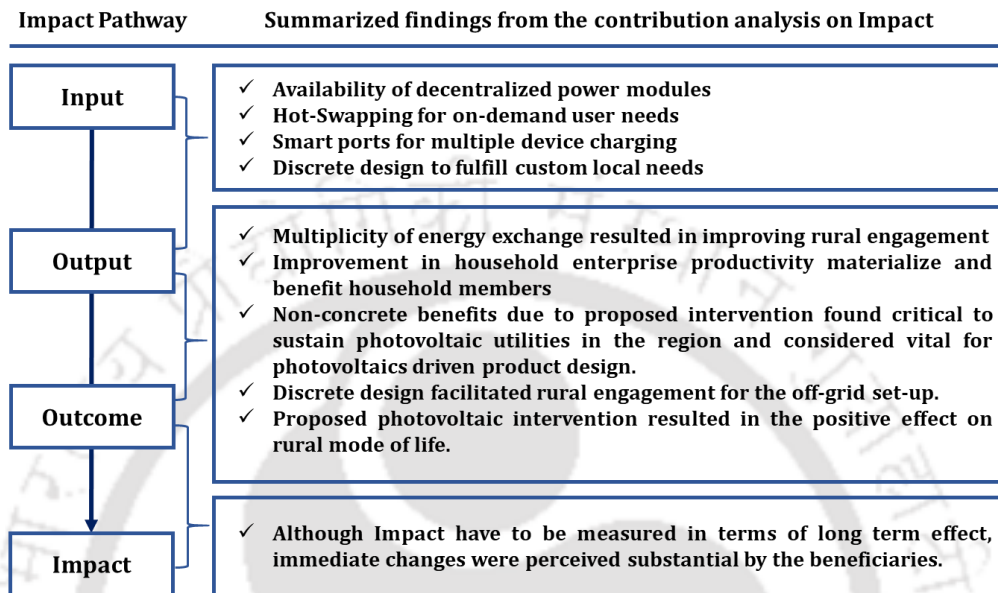 Impact Pathway
Summarized findings from the contribution analysis on Impact
Input
✓ Availability of decentralized power modules
✓ Hot-Swapping for on-demand user needs
✓ Smart ports for multiple device charging
✓ Discrete design to fulfill custom local needs
Output
✓ Multiplicity of energy exchange resulted in improving rural engagement
✓ Improvement in household enterprise productivity materialize and
benefit household members
✓ Non-concrete benefits due to proposed intervention found critical to
sustain photovoltaic utilities in the region and considered vital for
photovoltaics driven product design.
✓ Discrete design facilitated rural engagement for the off-grid set-up.
✓ Proposed photovoltaic intervention resulted in the positive effect on
rural mode of life.
Outcome
✓ Although Impact have to be measured in terms of long term effect,
immediate changes were perceived substantial by the beneficiaries.
Impact